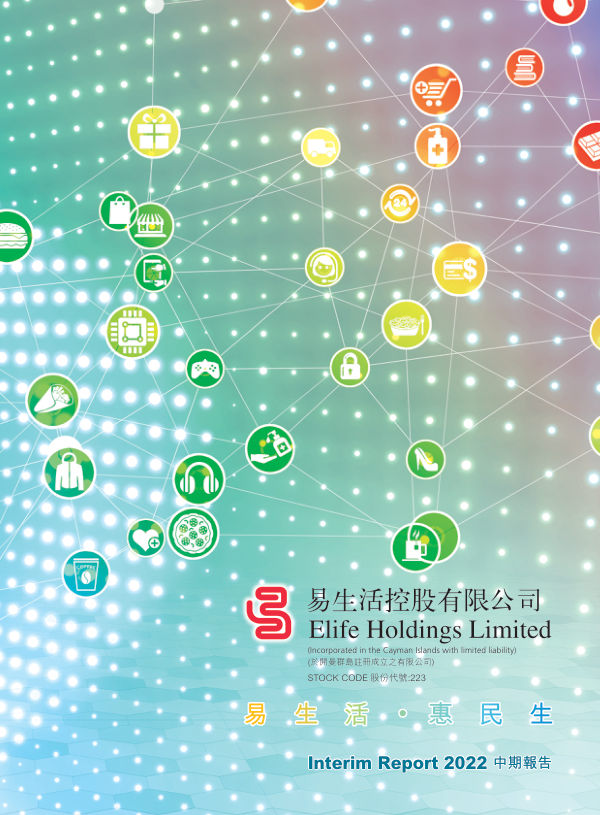 24
$
COFFEE
易生活控股有限公司
Elife Holdings Limited
(Incorporated in the Cayman Islands with limited liability)
(於開曼群島註冊成立之有限公司)
STOCK CODE 股份代號:223
易生活•惠民生
Interim Report 2022 中期報告